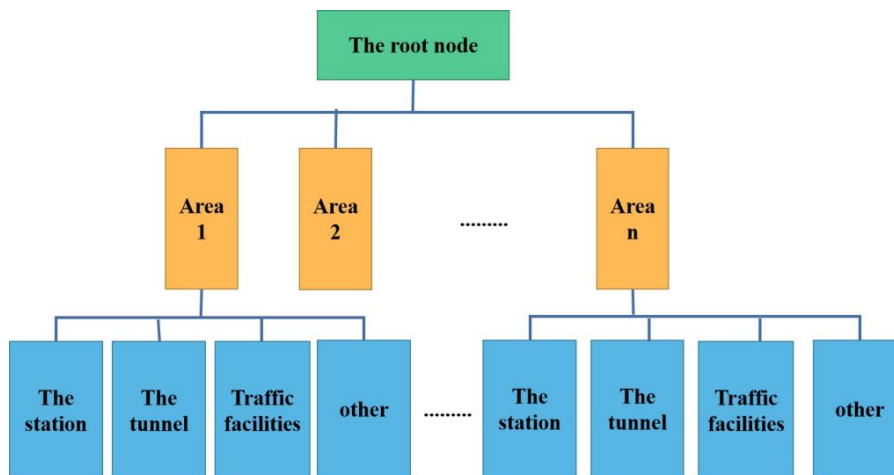 The root node
Area
1
Area
2
.........
Area
n
The
station
The
tunnel
Traffic
facilities
other
.........
The
station
The
tunnel
Traffic
facilities
other